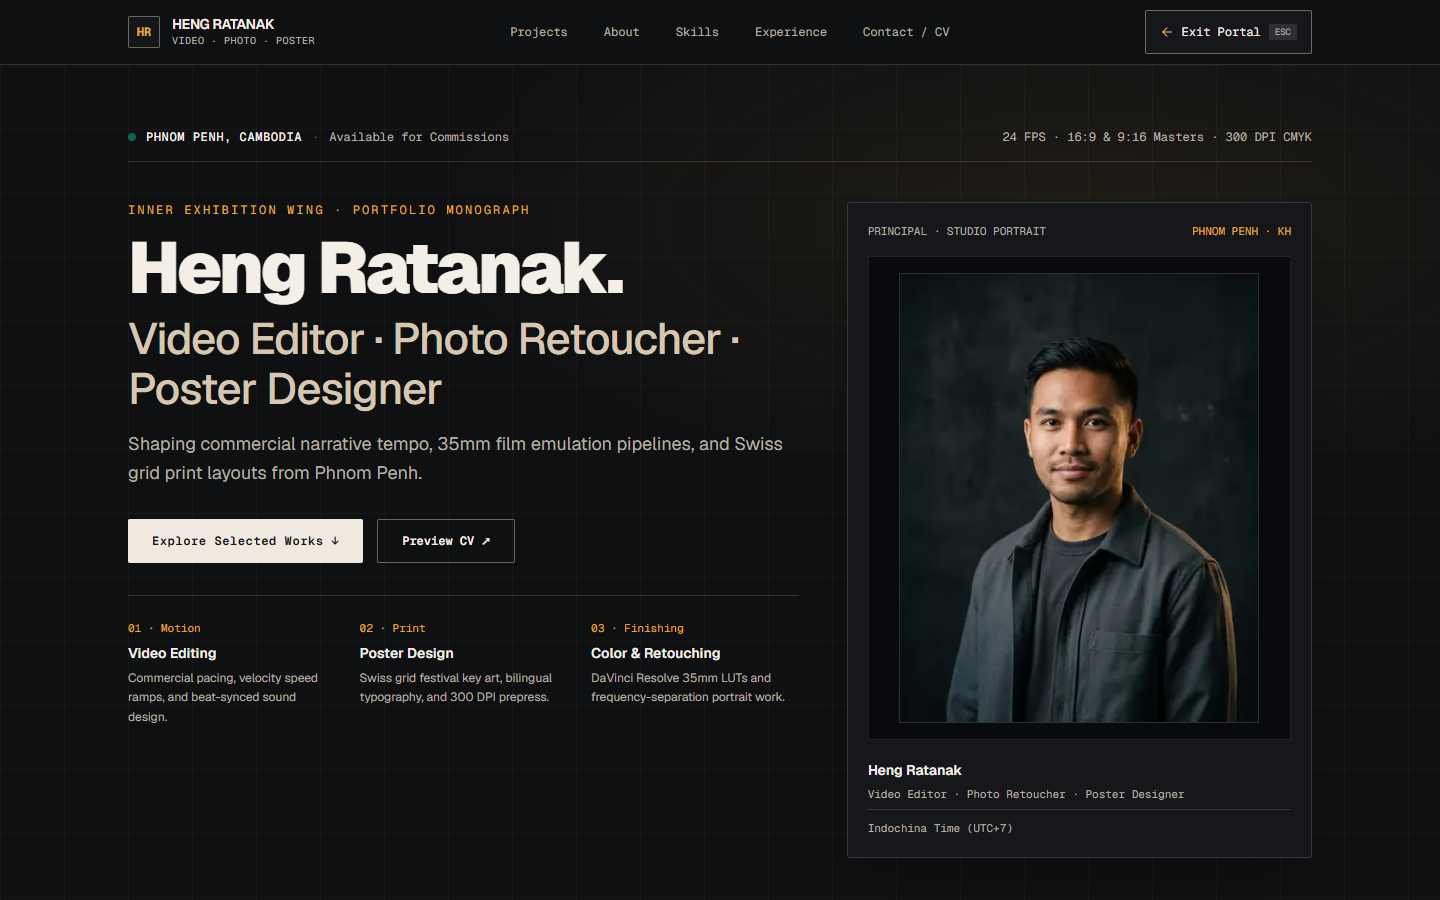 HR
HENG RATANAK
VIDEO · PHOTO · POSTER
Projects
About
Skills
Experience
Contact / CV
← Exit Portal ESC
PHNOM PENH, CAMBODIA · Available for Commissions
24 FPS · 16:9 & 9:16 Masters · 300 DPI CMYK
INNER EXHIBITION WING · PORTFOLIO MONOGRAPH
Heng Ratanak.
Video Editor · Photo Retoucher ·
Poster Designer
Shaping commercial narrative tempo, 35mm film emulation pipelines, and Swiss
grid print layouts from Phnom Penh.
Explore Selected Works ↓
Preview CV ↗
01 · Motion
Video Editing
Commercial pacing, velocity speed
ramps, and beat-synced sound
design.
02 · Print
Poster Design
Swiss grid festival key art, bilingual
typography, and 300 DPI prepress.
03 · Finishing
Color & Retouching
DaVinci Resolve 35mm LUTs and
frequency-separation portrait work.
PRINCIPAL · STUDIO PORTRAIT
PHNOM PENH · KH
Heng Ratanak
Video Editor · Photo Retoucher · Poster Designer
Indochina Time (UTC+7)